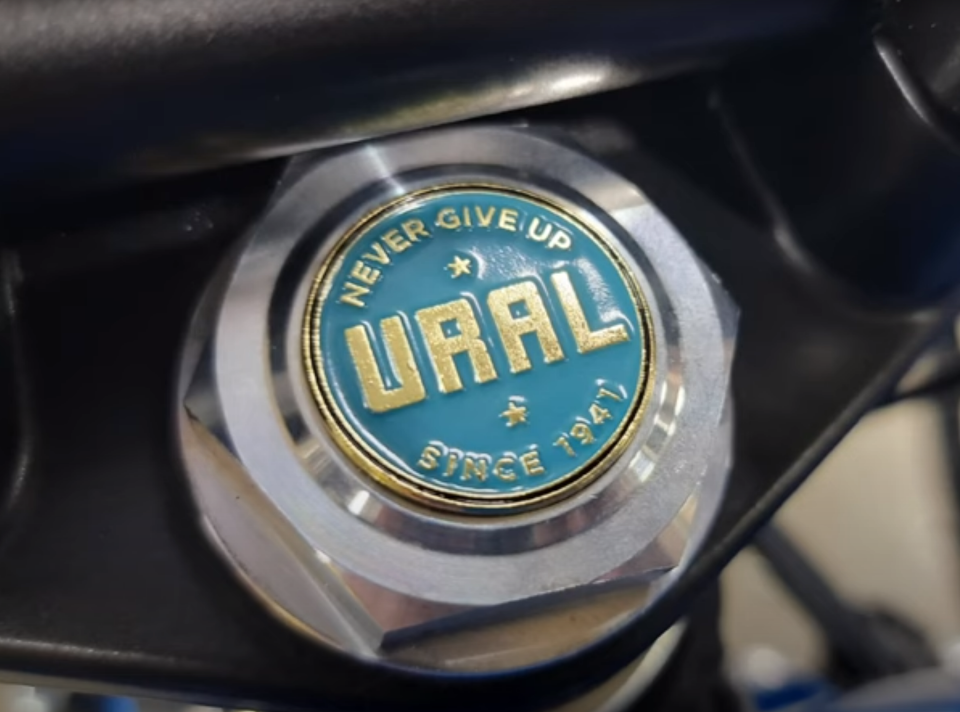 NEVER GIVE UP
URAL
SINCE 1941